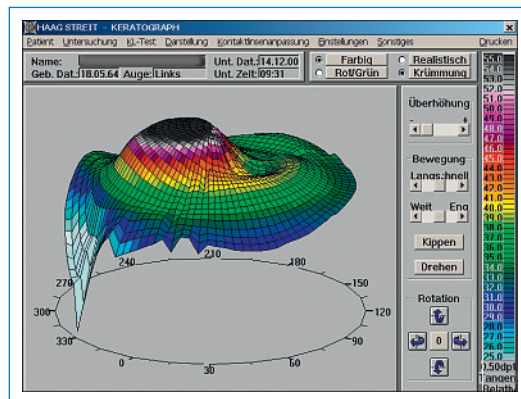 HAAG STREIT - KERATOGRAPH
Patient Untersuchung KL-Test Darstellung Kontaktlinsenanpassung Einstellungen Sonstiges Drucken
Name: Unt. Dat: 14.12.00
Geb. Dat: 18.05.64 Auge: Links Unt. Zeit: 09:31
Farbig
Rot/Grün
Realistisch
Krümmung
Überhöhung
- +
Bewegung
Langs chnell
Weit Eng
Kippen
Drehen
Rotation
0
240 210 180
270 150
300 120
330 90
0 30 60
55.0
54.0
53.0
52.0
51.0
50.0
49.0
48.0
47.0
46.0
45.0
44.0
43.0
42.0
41.0
40.0
39.0
38.0
37.0
36.0
35.0
34.0
33.0
32.0
31.0
30.0
29.0
28.0
27.0
26.0
25.0
0.50dpt
Tangen
Relativ